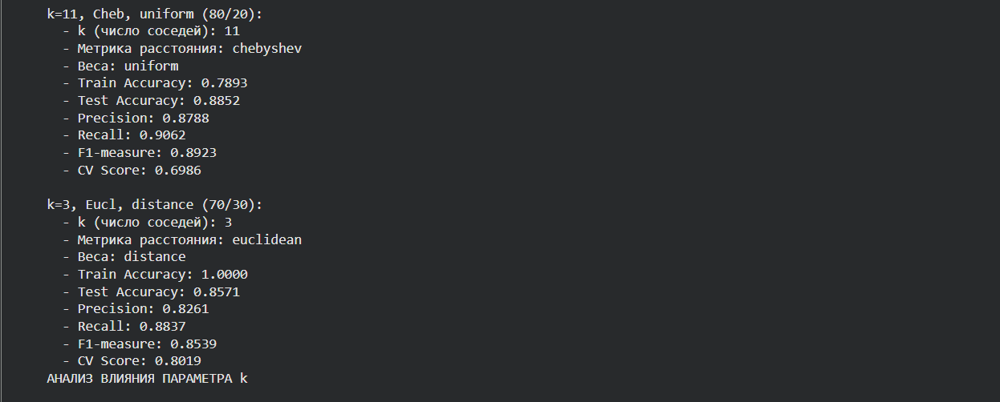 k=11, Cheb, uniform (80/20):
- k (число соседей): 11
- Метрика расстояния: chebyshev
- Веса: uniform
- Train Accuracy: 0.7893
- Test Accuracy: 0.8852
- Precision: 0.8788
- Recall: 0.9062
- F1-measure: 0.8923
- CV Score: 0.6986
k=3, Eucl, distance (70/30):
- k (число соседей): 3
- Метрика расстояния: euclidean
- Веса: distance
- Train Accuracy: 1.0000
- Test Accuracy: 0.8571
- Precision: 0.8261
- Recall: 0.8837
- F1-measure: 0.8539
- CV Score: 0.8019
АНАЛИЗ ВЛИЯНИЯ ПАРАМЕТРА k